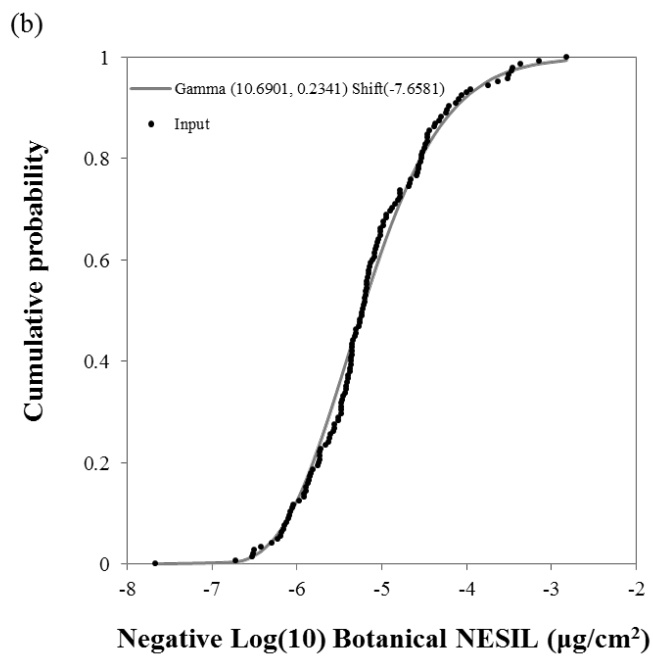 (b)
1
Gamma (10.6901, 0.2341) Shift(-7.6581)
Input
0.8
0.6
0.4
0.2
0
Cumulative probability
-8 -7 -6 -5 -4 -3 -2
Negative Log(10) Botanical NESIL (µg/cm²)